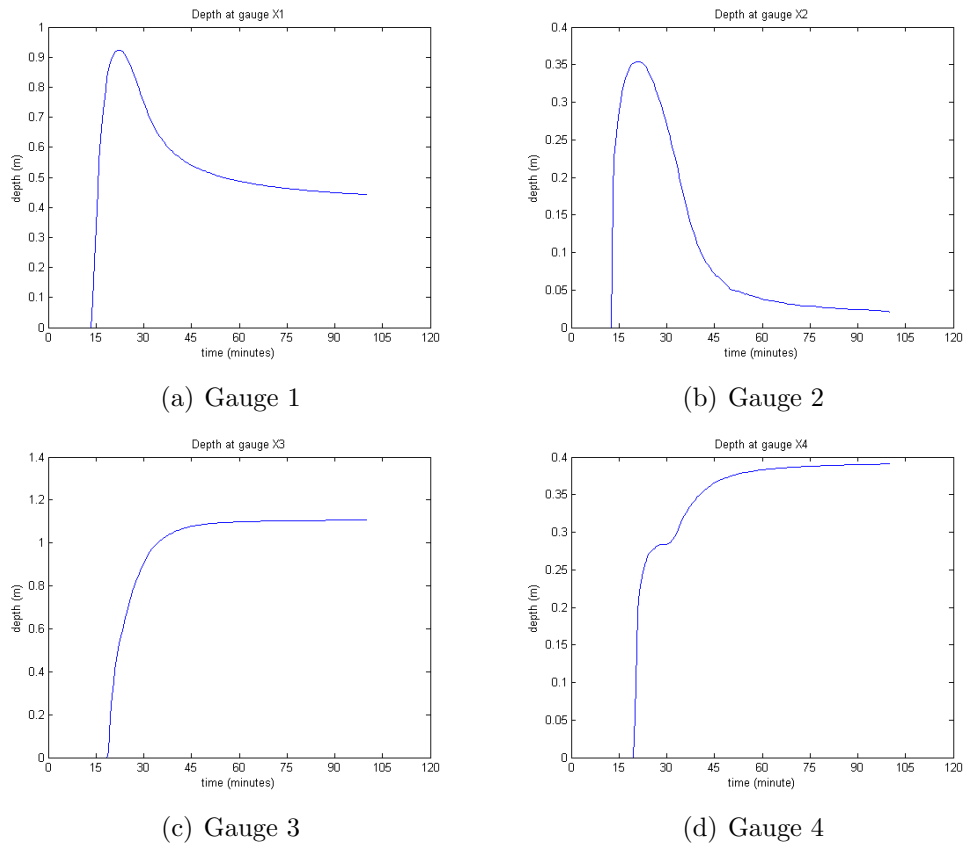 Depth at gauge X1
1
0.9
0.8
0.7
0.6
0.5
0.4
0.3
0.2
0.1
0
depth (m)
0 15 30 45 60 75 90 105 120
time (minutes)
(a) Gauge 1
Depth at gauge X2
0.4
0.35
0.3
0.25
0.2
0.15
0.1
0.05
0
depth (m)
0 15 30 45 60 75 90 105 120
time (minutes)
(b) Gauge 2
Depth at gauge X3
1.4
1.2
1
0.8
0.6
0.4
0.2
0
depth (m)
0 15 30 45 60 75 90 105 120
time (minutes)
(c) Gauge 3
Depth at gauge X4
0.4
0.35
0.3
0.25
0.2
0.15
0.1
0.05
0
depth (m)
0 15 30 45 60 75 90 105 120
time (minute)
(d) Gauge 4